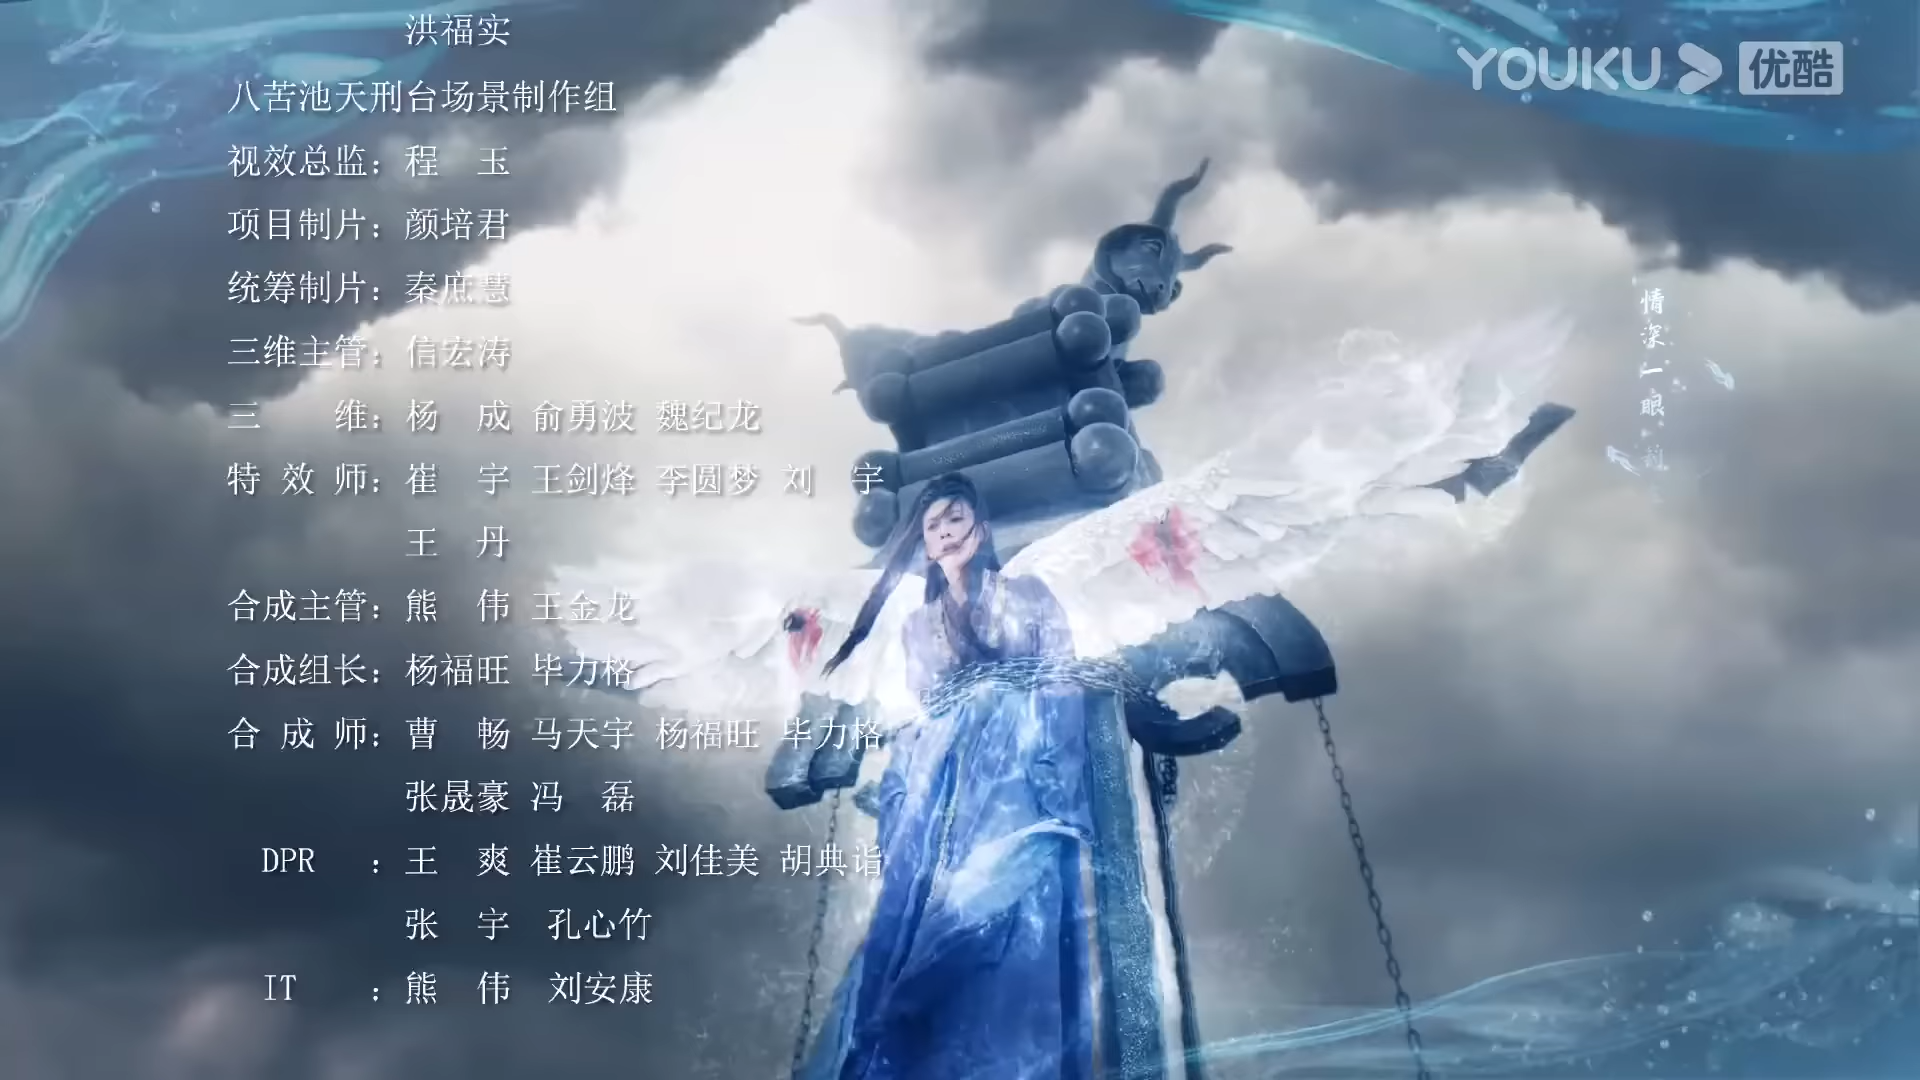 洪福实
八苦池天刑台场景制作组
视效总监：程　玉
项目制片：颜培君
统筹制片：秦庶慧
三维主管：信宏涛
三　　维：杨　成 俞勇波 魏纪龙
特 效 师：崔　宇 王剑烽 李圆梦 刘　宇
王　丹
合成主管：熊　伟 王金龙
合成组长：杨福旺 毕力格
合 成 师：曹　畅 马天宇 杨福旺 毕力格
张晟豪 冯　磊
DPR ：王　爽 崔云鹏 刘佳美 胡典诣
张　宇 孔心竹
IT ：熊　伟 刘安康
YOUKU 优酷
情深一眼